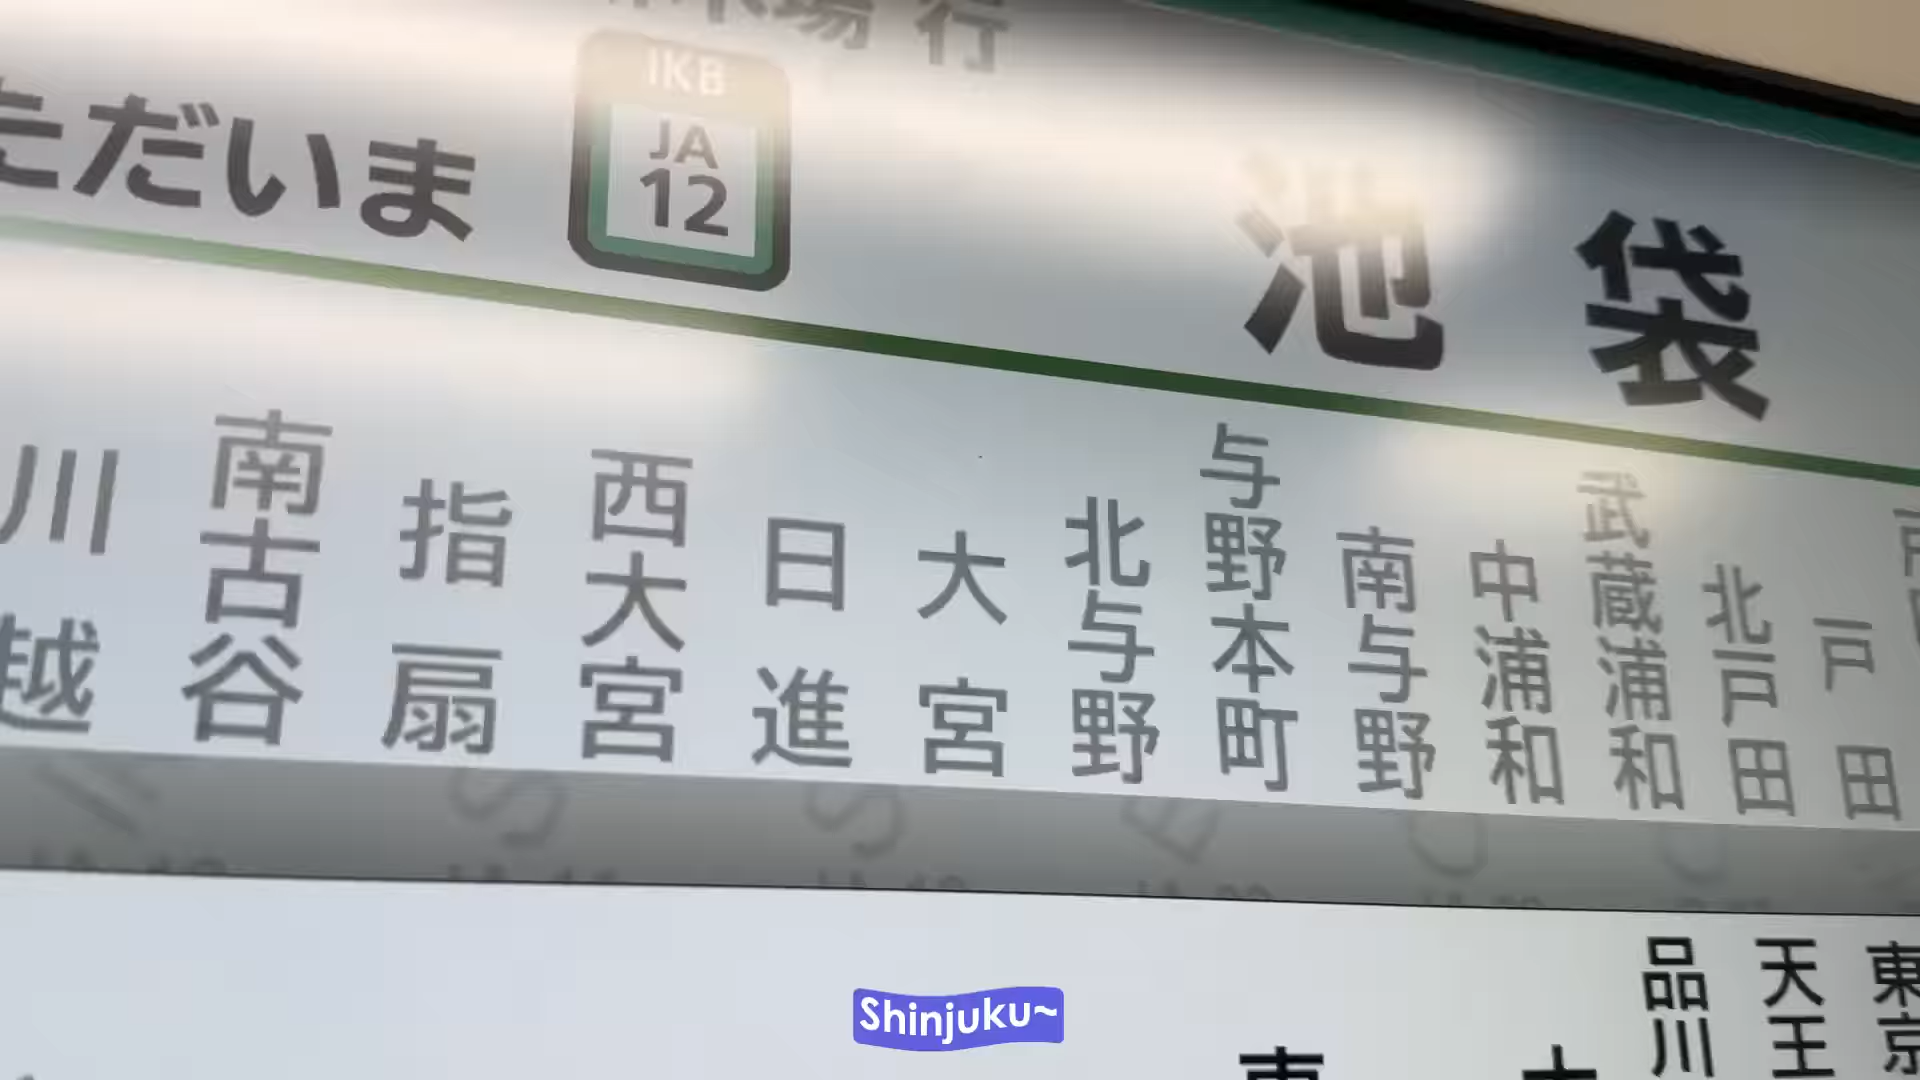 行
ただいま
IKB
JA
12
池袋
川越
南古谷
指扇
西大宮
日進
大宮
北与野
与野本町
南与野
中浦和
武蔵浦和
北戸田
戸田
品川
天王
東京
Shinjuku~